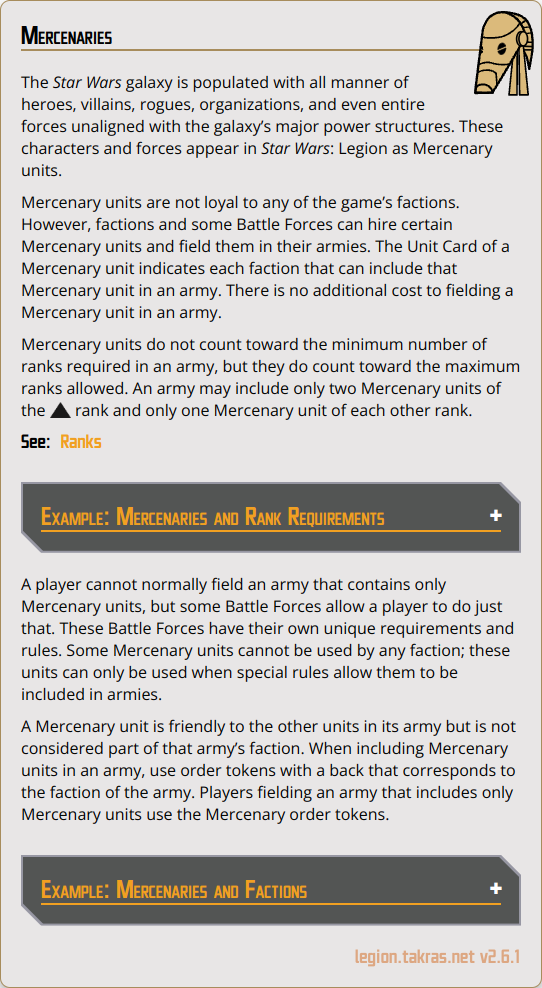 Mercenaries
The Star Wars galaxy is populated with all manner of
heroes, villains, rogues, organizations, and even entire
forces unaligned with the galaxy's major power structures. These
characters and forces appear in Star Wars: Legion as Mercenary
units.
Mercenary units are not loyal to any of the game's factions.
However, factions and some Battle Forces can hire certain
Mercenary units and field them in their armies. The Unit Card of a
Mercenary unit indicates each faction that can include that
Mercenary unit in an army. There is no additional cost to fielding a
Mercenary unit in an army.
Mercenary units do not count toward the minimum number of
ranks required in an army, but they do count toward the maximum
ranks allowed. An army may include only two Mercenary units of
the rank and only one Mercenary unit of each other rank.
See: Ranks
Example: Mercenaries and Rank Requirements +
A player cannot normally field an army that contains only
Mercenary units, but some Battle Forces allow a player to do just
that. These Battle Forces have their own unique requirements and
rules. Some Mercenary units cannot be used by any faction; these
units can only be used when special rules allow them to be
included in armies.
A Mercenary unit is friendly to the other units in its army but is not
considered part of that army's faction. When including Mercenary
units in an army, use order tokens with a back that corresponds to
the faction of the army. Players fielding an army that includes only
Mercenary units use the Mercenary order tokens.
Example: Mercenaries and Factions +
legion.takras.net v2.6.1